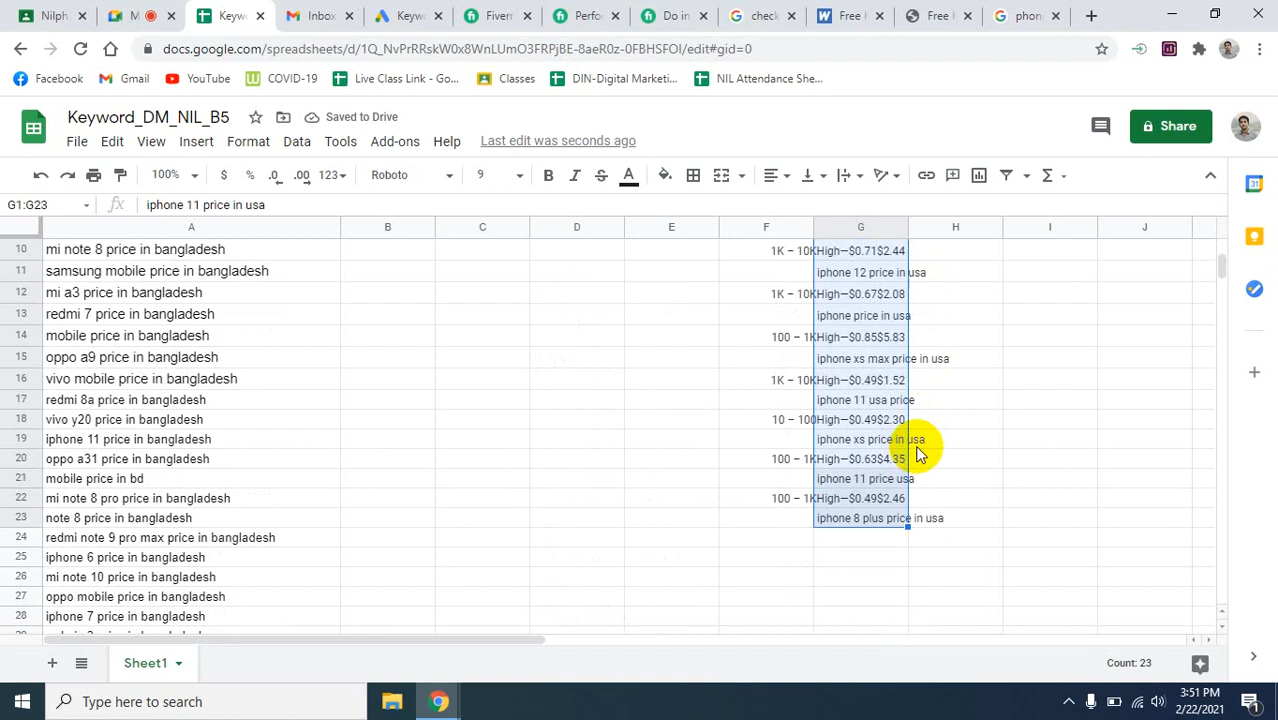 Nilph
M
Keyw
Inbox
Keyw
Fiverr
Perfo
Do in
check
Free
Free
phon
docs.google.com/spreadsheets/d/1Q_NvPrRRskW0x8WnLUmO3FRPjBE-8aeR0z-0FBHSFOI/edit#gid=0
Facebook
Gmail
YouTube
COVID-19
Live Class Link - Go...
Classes
DIN-Digital Marketi...
NIL Attendance She...
Keyword_DM_NIL_B5
Saved to Drive
File Edit View Insert Format Data Tools Add-ons Help Last edit was seconds ago
Share
100% $ % .0 .00 123 Roboto 9 B I S A
G1:G23 fx iphone 11 price in usa
A B C D E F G H I J
10 mi note 8 price in bangladesh 1K – 10K High—$0.71$2.44
11 samsung mobile price in bangladesh iphone 12 price in usa
12 mi a3 price in bangladesh 1K – 10K High—$0.67$2.08
13 redmi 7 price in bangladesh iphone price in usa
14 mobile price in bangladesh 100 – 1K High—$0.85$5.83
15 oppo a9 price in bangladesh iphone xs max price in usa
16 vivo mobile price in bangladesh 1K – 10K High—$0.49$1.52
17 redmi 8a price in bangladesh iphone 11 usa price
18 vivo y20 price in bangladesh 10 – 100 High—$0.49$2.30
19 iphone 11 price in bangladesh iphone xs price in usa
20 oppo a31 price in bangladesh 100 – 1K High—$0.63$4.35
21 mobile price in bd iphone 11 price usa
22 mi note 8 pro price in bangladesh 100 – 1K High—$0.49$2.46
23 note 8 price in bangladesh iphone 8 plus price in usa
24 redmi note 9 pro max price in bangladesh
25 iphone 6 price in bangladesh
26 mi note 10 price in bangladesh
27 oppo mobile price in bangladesh
28 iphone 7 price in bangladesh
Sheet1
Count: 23
Type here to search
3:51 PM
2/22/2021